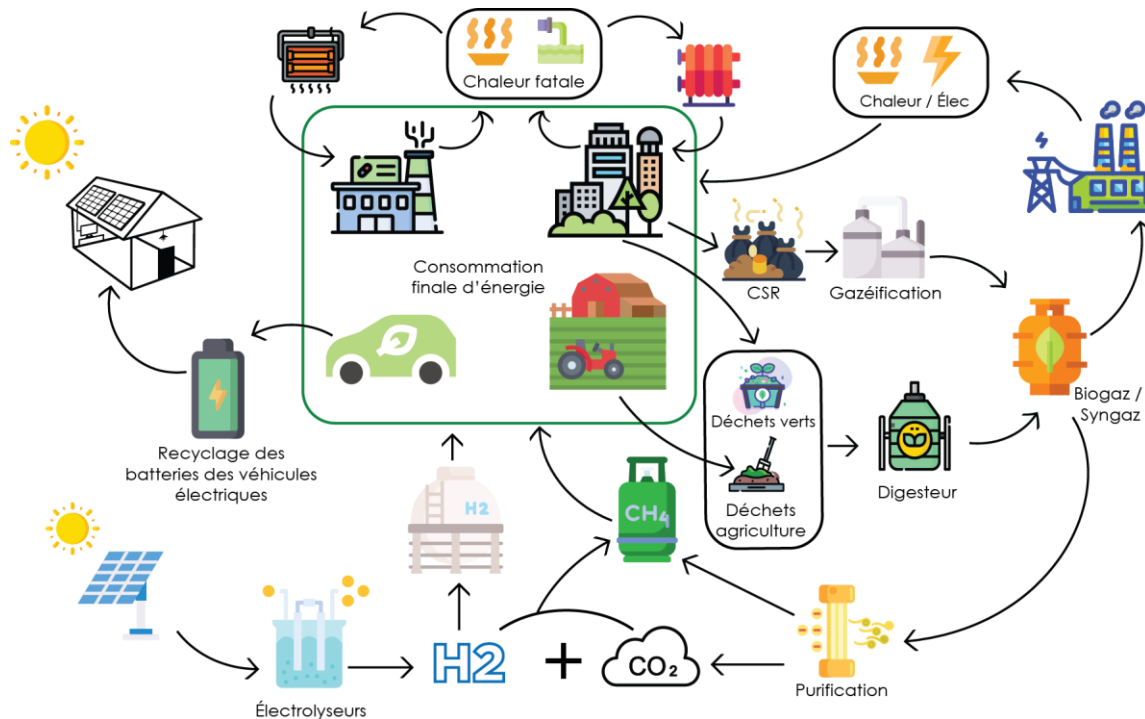 Chaleur fatale
Chaleur / Élec
Consommation
finale d'énergie
CSR
Gazéification
Biogaz /
Syngaz
Déchets verts
Recyclage des
batteries des véhicules
électriques
H2
CH4
Déchets
agriculture
Digesteur
H2
+
CO2
Purification
Électrolyseurs